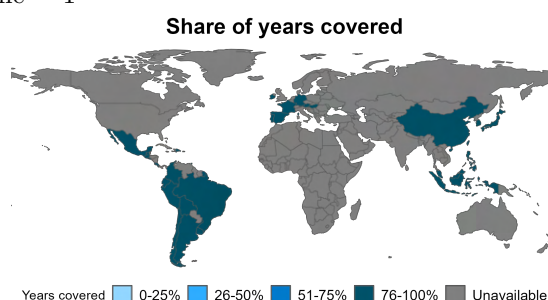 Share of years covered
Years covered 0-25% 26-50% 51-75% 76-100% Unavailable